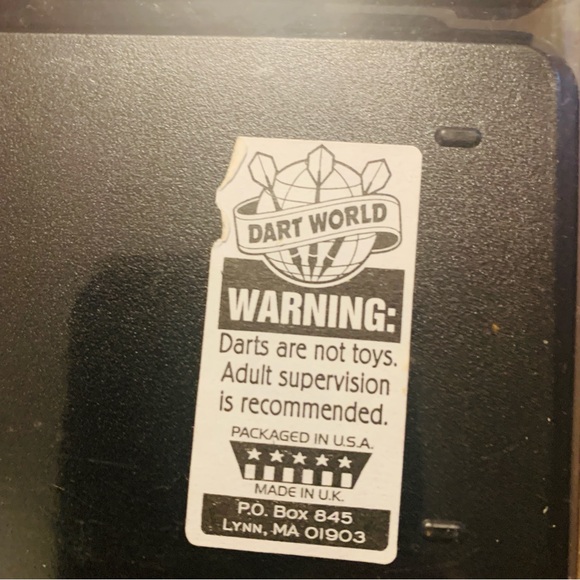 DART WORLD
WARNING:
Darts are not toys.
Adult supervision
is recommended.
PACKAGED IN U.S.A.
MADE IN U.K.
P.O. BOX 845
LYNN, MA 01903